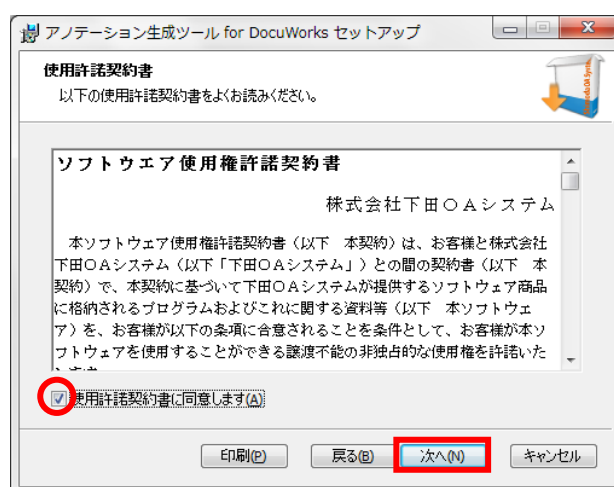 アノテーション生成ツール for DocuWorks セットアップ
使用許諾契約書
以下の使用許諾契約書をよくお読みください。
ソフトウエア使用権許諾契約書
株式会社下田OAシステム
本ソフトウェア使用権許諾契約書（以下 本契約）は、お客様と株式会社
下田OAシステム（以下「下田OAシステム」）との間の契約書（以下 本
契約）で、本契約に基づいて下田OAシステムが提供するソフトウェア商品
に格納されるプログラムおよびこれに関する資料等（以下 本ソフトウェ
ア）を、お客様が以下の条項に合意されることを条件として、お客様が本ソ
フトウェアを使用することができる譲渡不能の非独占的な使用権を許諾いた
使用許諾契約書に同意します(A)
印刷(P)
戻る(B)
次へ(N)
キャンセル